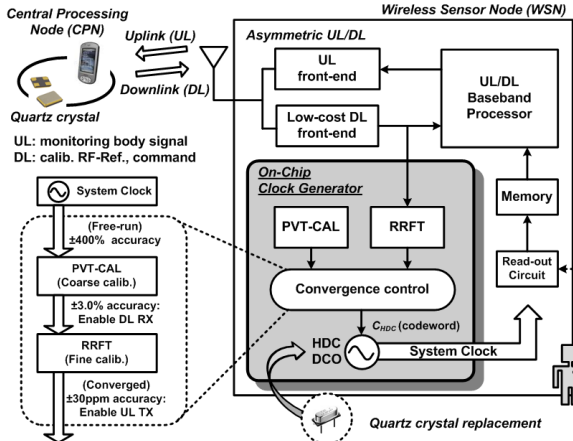 Central Processing
Node (CPN)
Uplink (UL)
Downlink (DL)
Quartz crystal
UL: monitoring body signal
DL: calib. RF-Ref., command
System Clock
(Free-run)
±400% accuracy
PVT-CAL
(Coarse calib.)
±3.0% accuracy:
Enable DL RX
RRFT
(Fine calib.)
(Converged)
±30ppm accuracy:
Enable UL TX
Wireless Sensor Node (WSN)
Asymmetric UL/DL
UL
front-end
Low-cost DL
front-end
UL/DL
Baseband
Processor
On-Chip
Clock Generator
PVT-CAL
RRFT
Memory
Read-out
Circuit
Convergence control
CHDC (codeword)
HDC
DCO
System Clock
Quartz crystal replacement